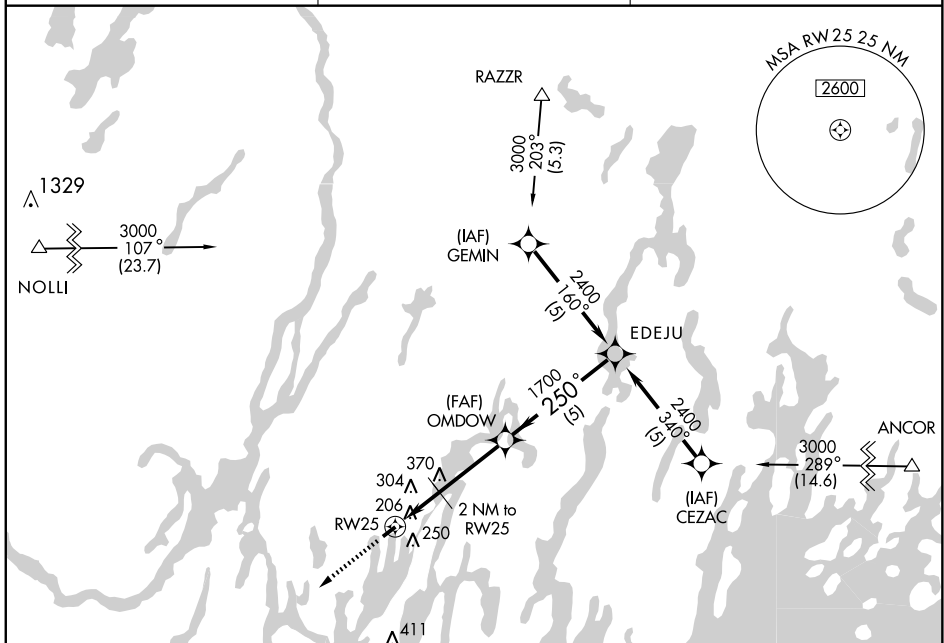 MSA RW25 25 NM
2600
RAZZR
3000
203°
(5.3)
1329
3000
107°
(23.7)
NOLLI
(IAF)
GEMIN
2400
160°
(5)
EDEJU
1700
250°
(5)
(FAF)
OMDOW
2400
340°
(5)
ANCOR
3000
289°
(14.6)
(IAF)
CEZAC
370
304
206
RW25
250
2 NM to
RW25
411